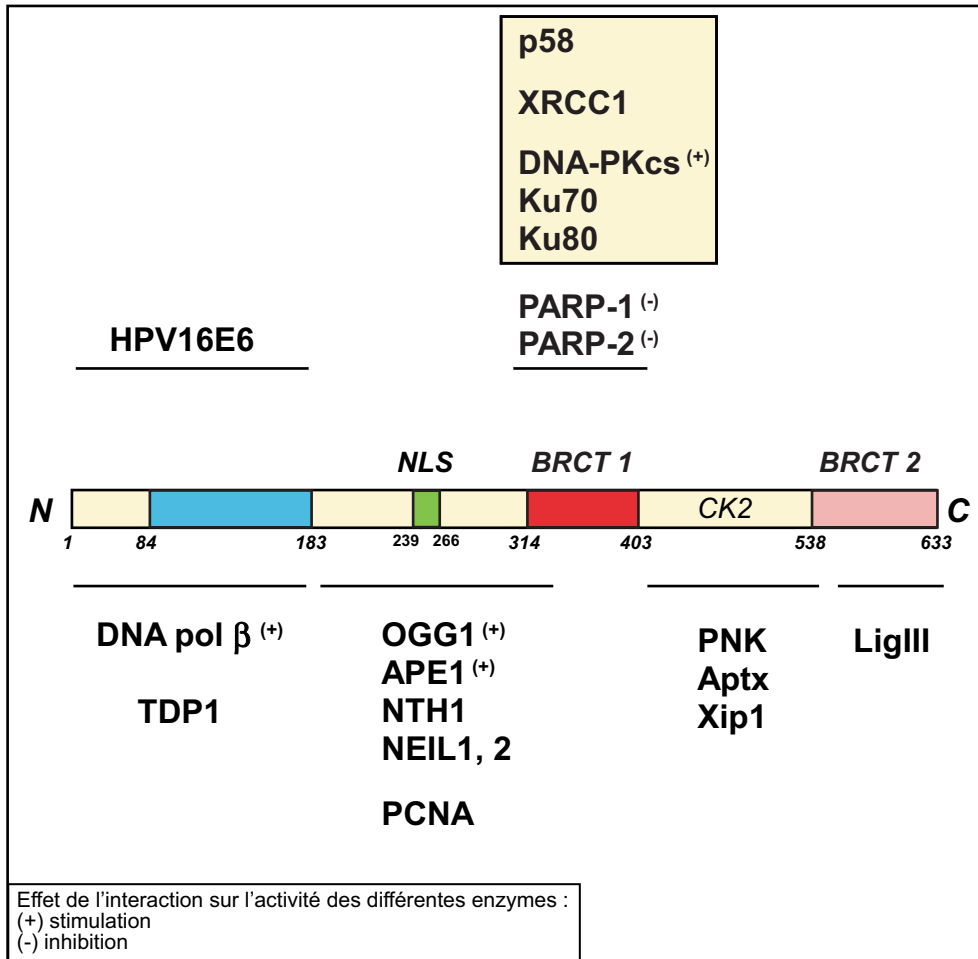 p58
XRCC1
DNA-PKcs (+)
Ku70
Ku80
PARP-1 (-)
PARP-2 (-)
HPV16E6
NLS
BRCT 1
BRCT 2
N
CK2
C
1 84 183 239 266 314 403 538 633
DNA pol β (+)
TDP1
OGG1 (+)
APE1 (+)
NTH1
NEIL1, 2
PCNA
PNK
Aptx
Xip1
LigIII
Effet de l'interaction sur l'activité des différentes enzymes :
(+) stimulation
(-) inhibition